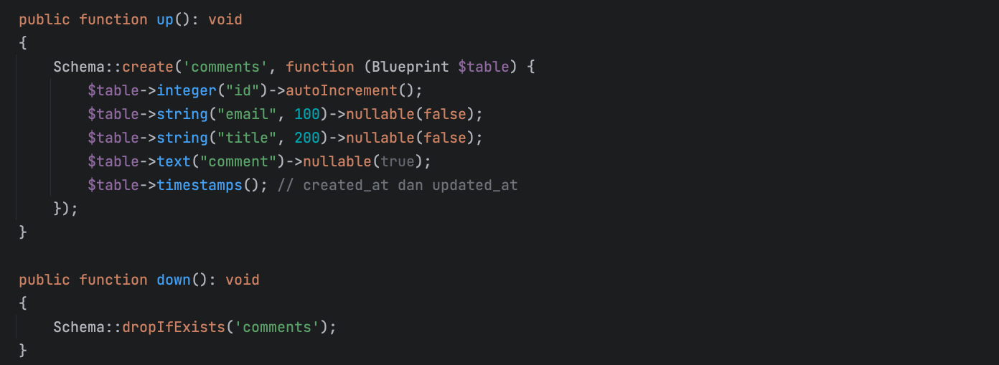 public function up(): void
{
    Schema::create('comments', function (Blueprint $table) {
        $table->integer("id")->autoIncrement();
        $table->string("email", 100)->nullable(false);
        $table->string("title", 200)->nullable(false);
        $table->text("comment")->nullable(true);
        $table->timestamps(); // created_at dan updated_at
    });
}

public function down(): void
{
    Schema::dropIfExists('comments');
}